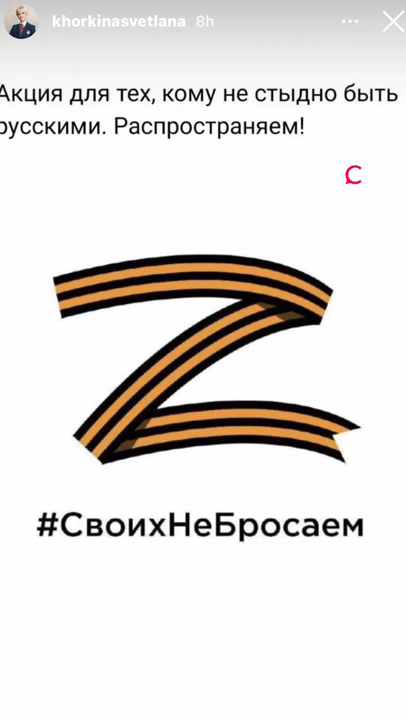 khorkinasvetlana 8h
Акция для тех, кому не стыдно быть
русскими. Распространяем!
Z
#СвоихНеБросаем